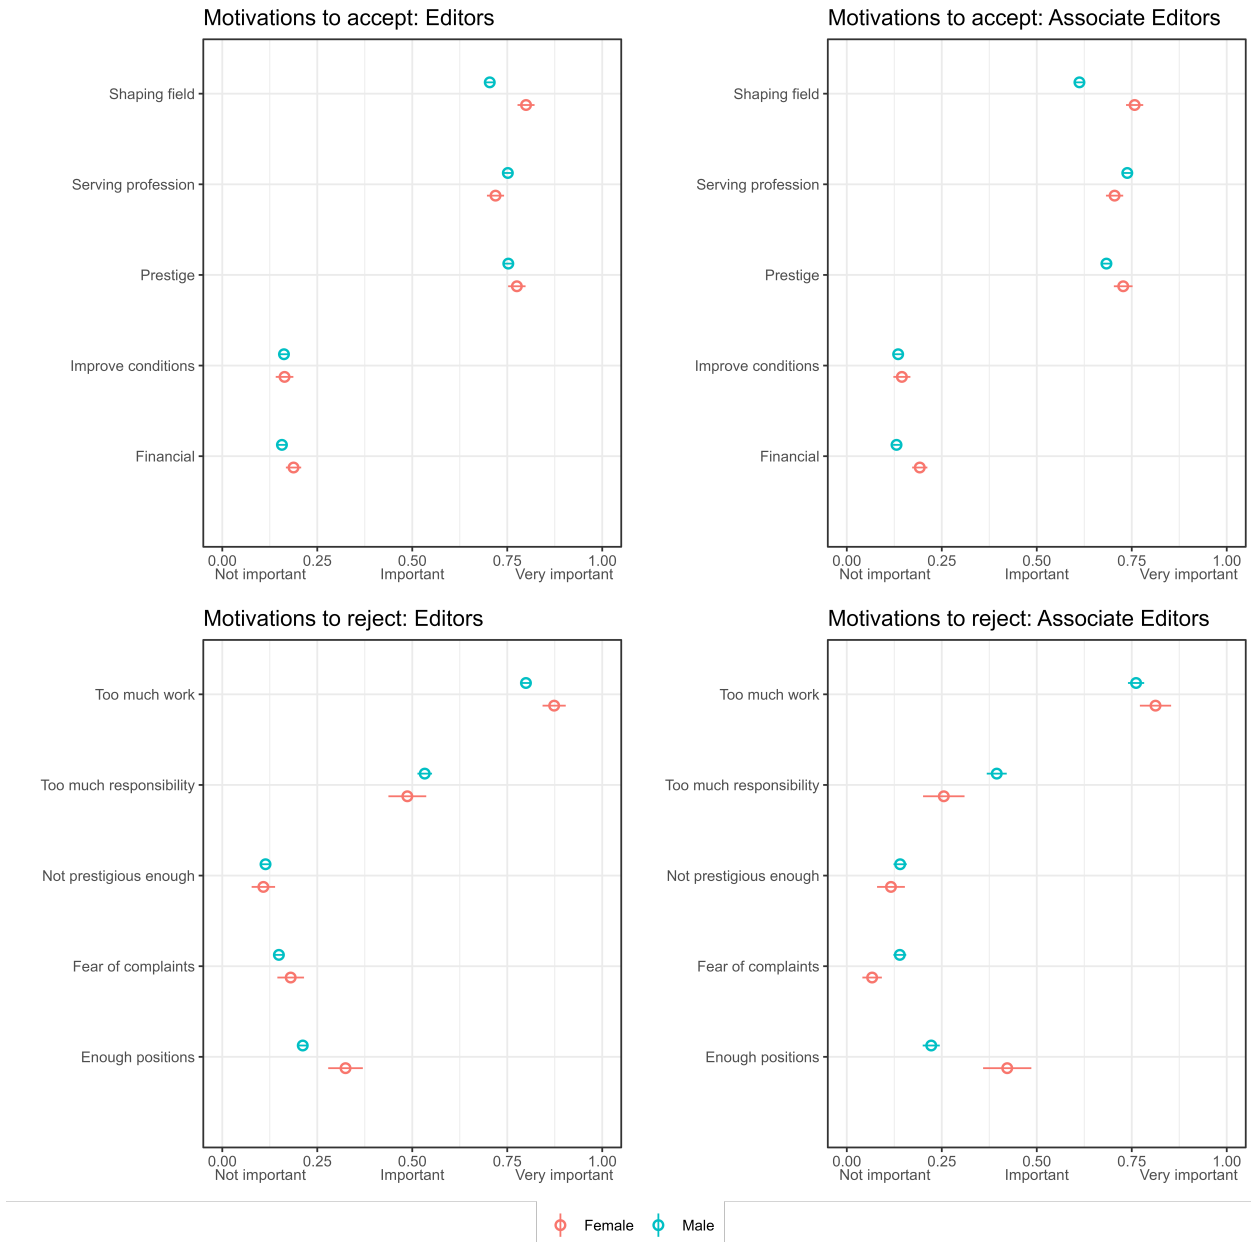 Motivations to accept: Editors
Shaping field
Serving profession
Prestige
Improve conditions
Financial
0.00 0.25 0.50 0.75 1.00
Not important Important Very important
Motivations to accept: Associate Editors
Shaping field
Serving profession
Prestige
Improve conditions
Financial
0.00 0.25 0.50 0.75 1.00
Not important Important Very important
Motivations to reject: Editors
Too much work
Too much responsibility
Not prestigious enough
Fear of complaints
Enough positions
0.00 0.25 0.50 0.75 1.00
Not important Important Very important
Motivations to reject: Associate Editors
Too much work
Too much responsibility
Not prestigious enough
Fear of complaints
Enough positions
0.00 0.25 0.50 0.75 1.00
Not important Important Very important
Female Male